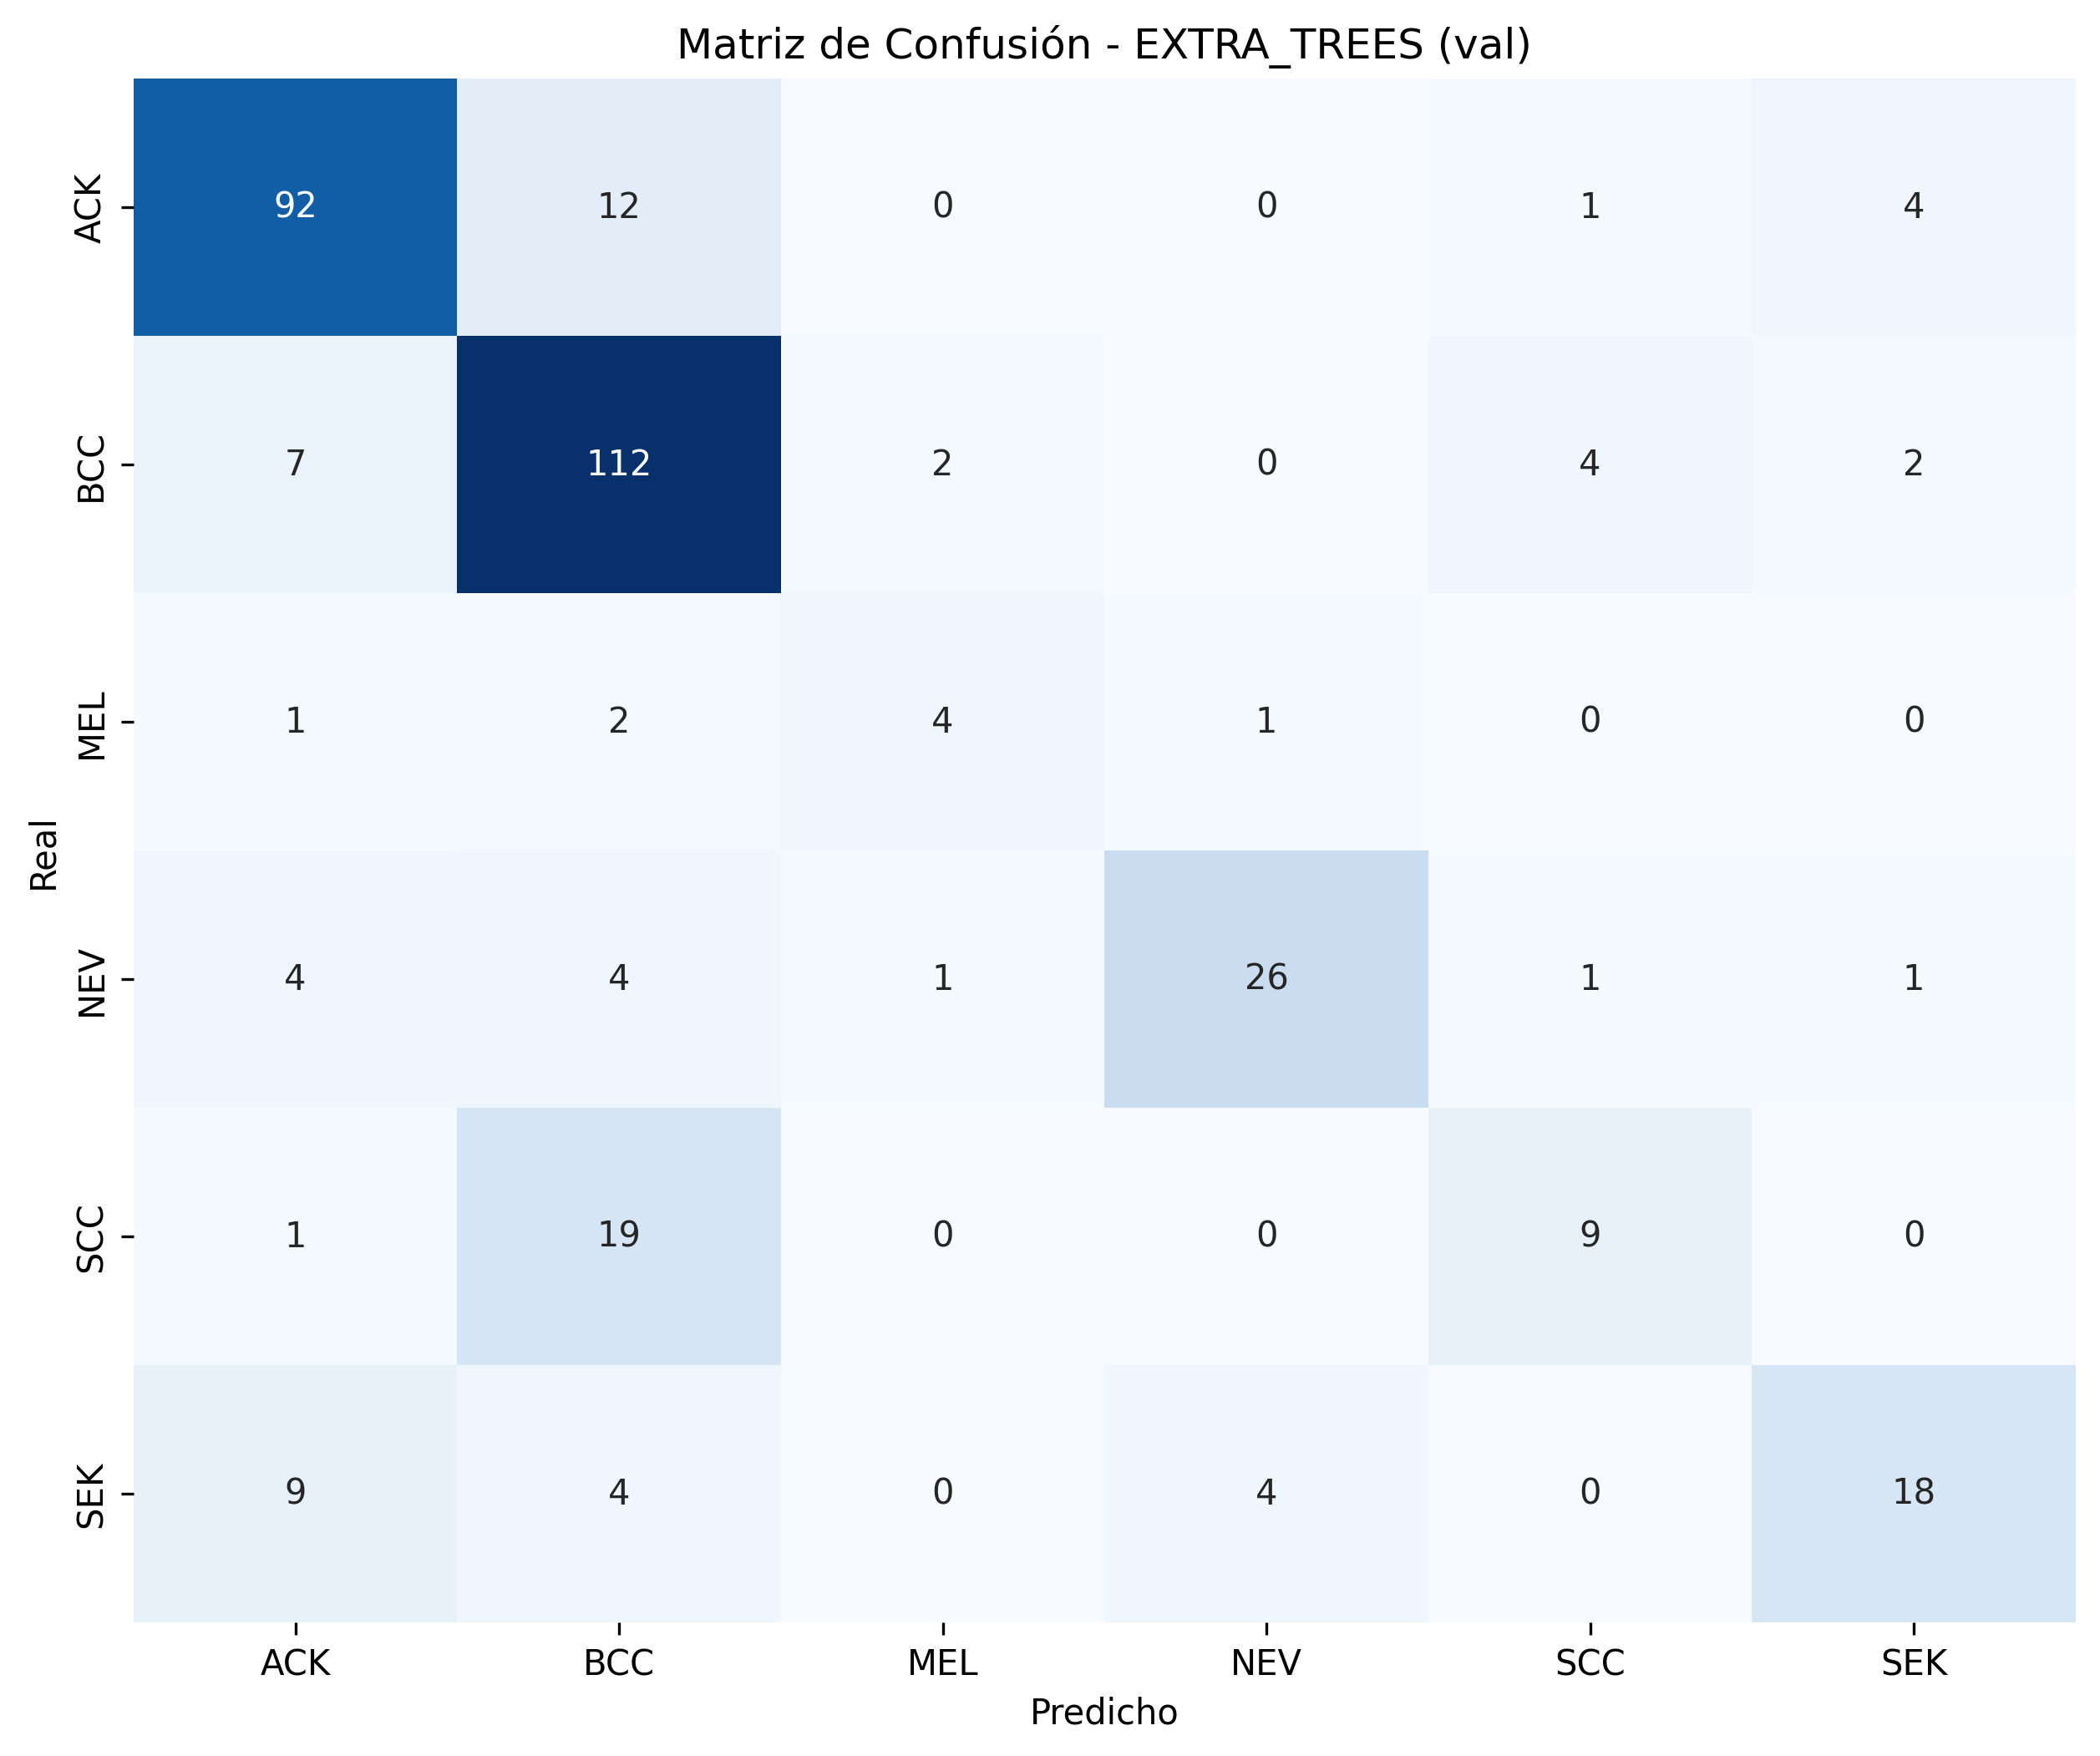 Matriz de Confusión - EXTRA_TREES (val)
ACK 92 12 0 0 1 4
BCC 7 112 2 0 4 2
MEL 1 2 4 1 0 0
Real
NEV 4 4 1 26 1 1
SCC 1 19 0 0 9 0
SEK 9 4 0 4 0 18
ACK BCC MEL NEV SCC SEK
Predicho